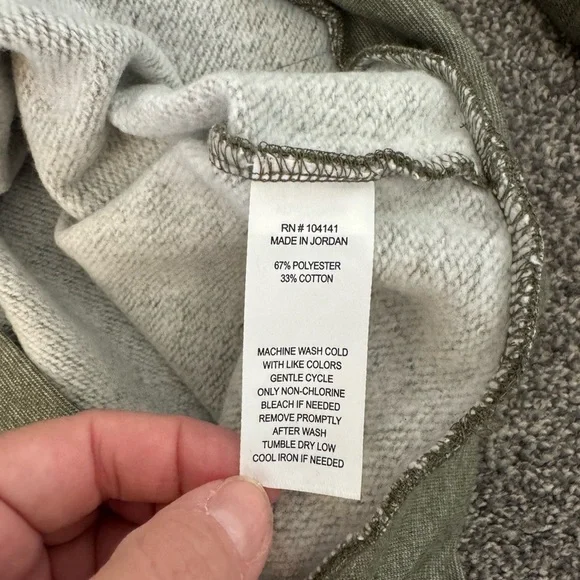 RN # 104141
MADE IN JORDAN
67% POLYESTER
33% COTTON
MACHINE WASH COLD
WITH LIKE COLORS
GENTLE CYCLE
ONLY NON-CHLORINE
BLEACH IF NEEDED
REMOVE PROMPTLY
AFTER WASH
TUMBLE DRY LOW
COOL IRON IF NEEDED